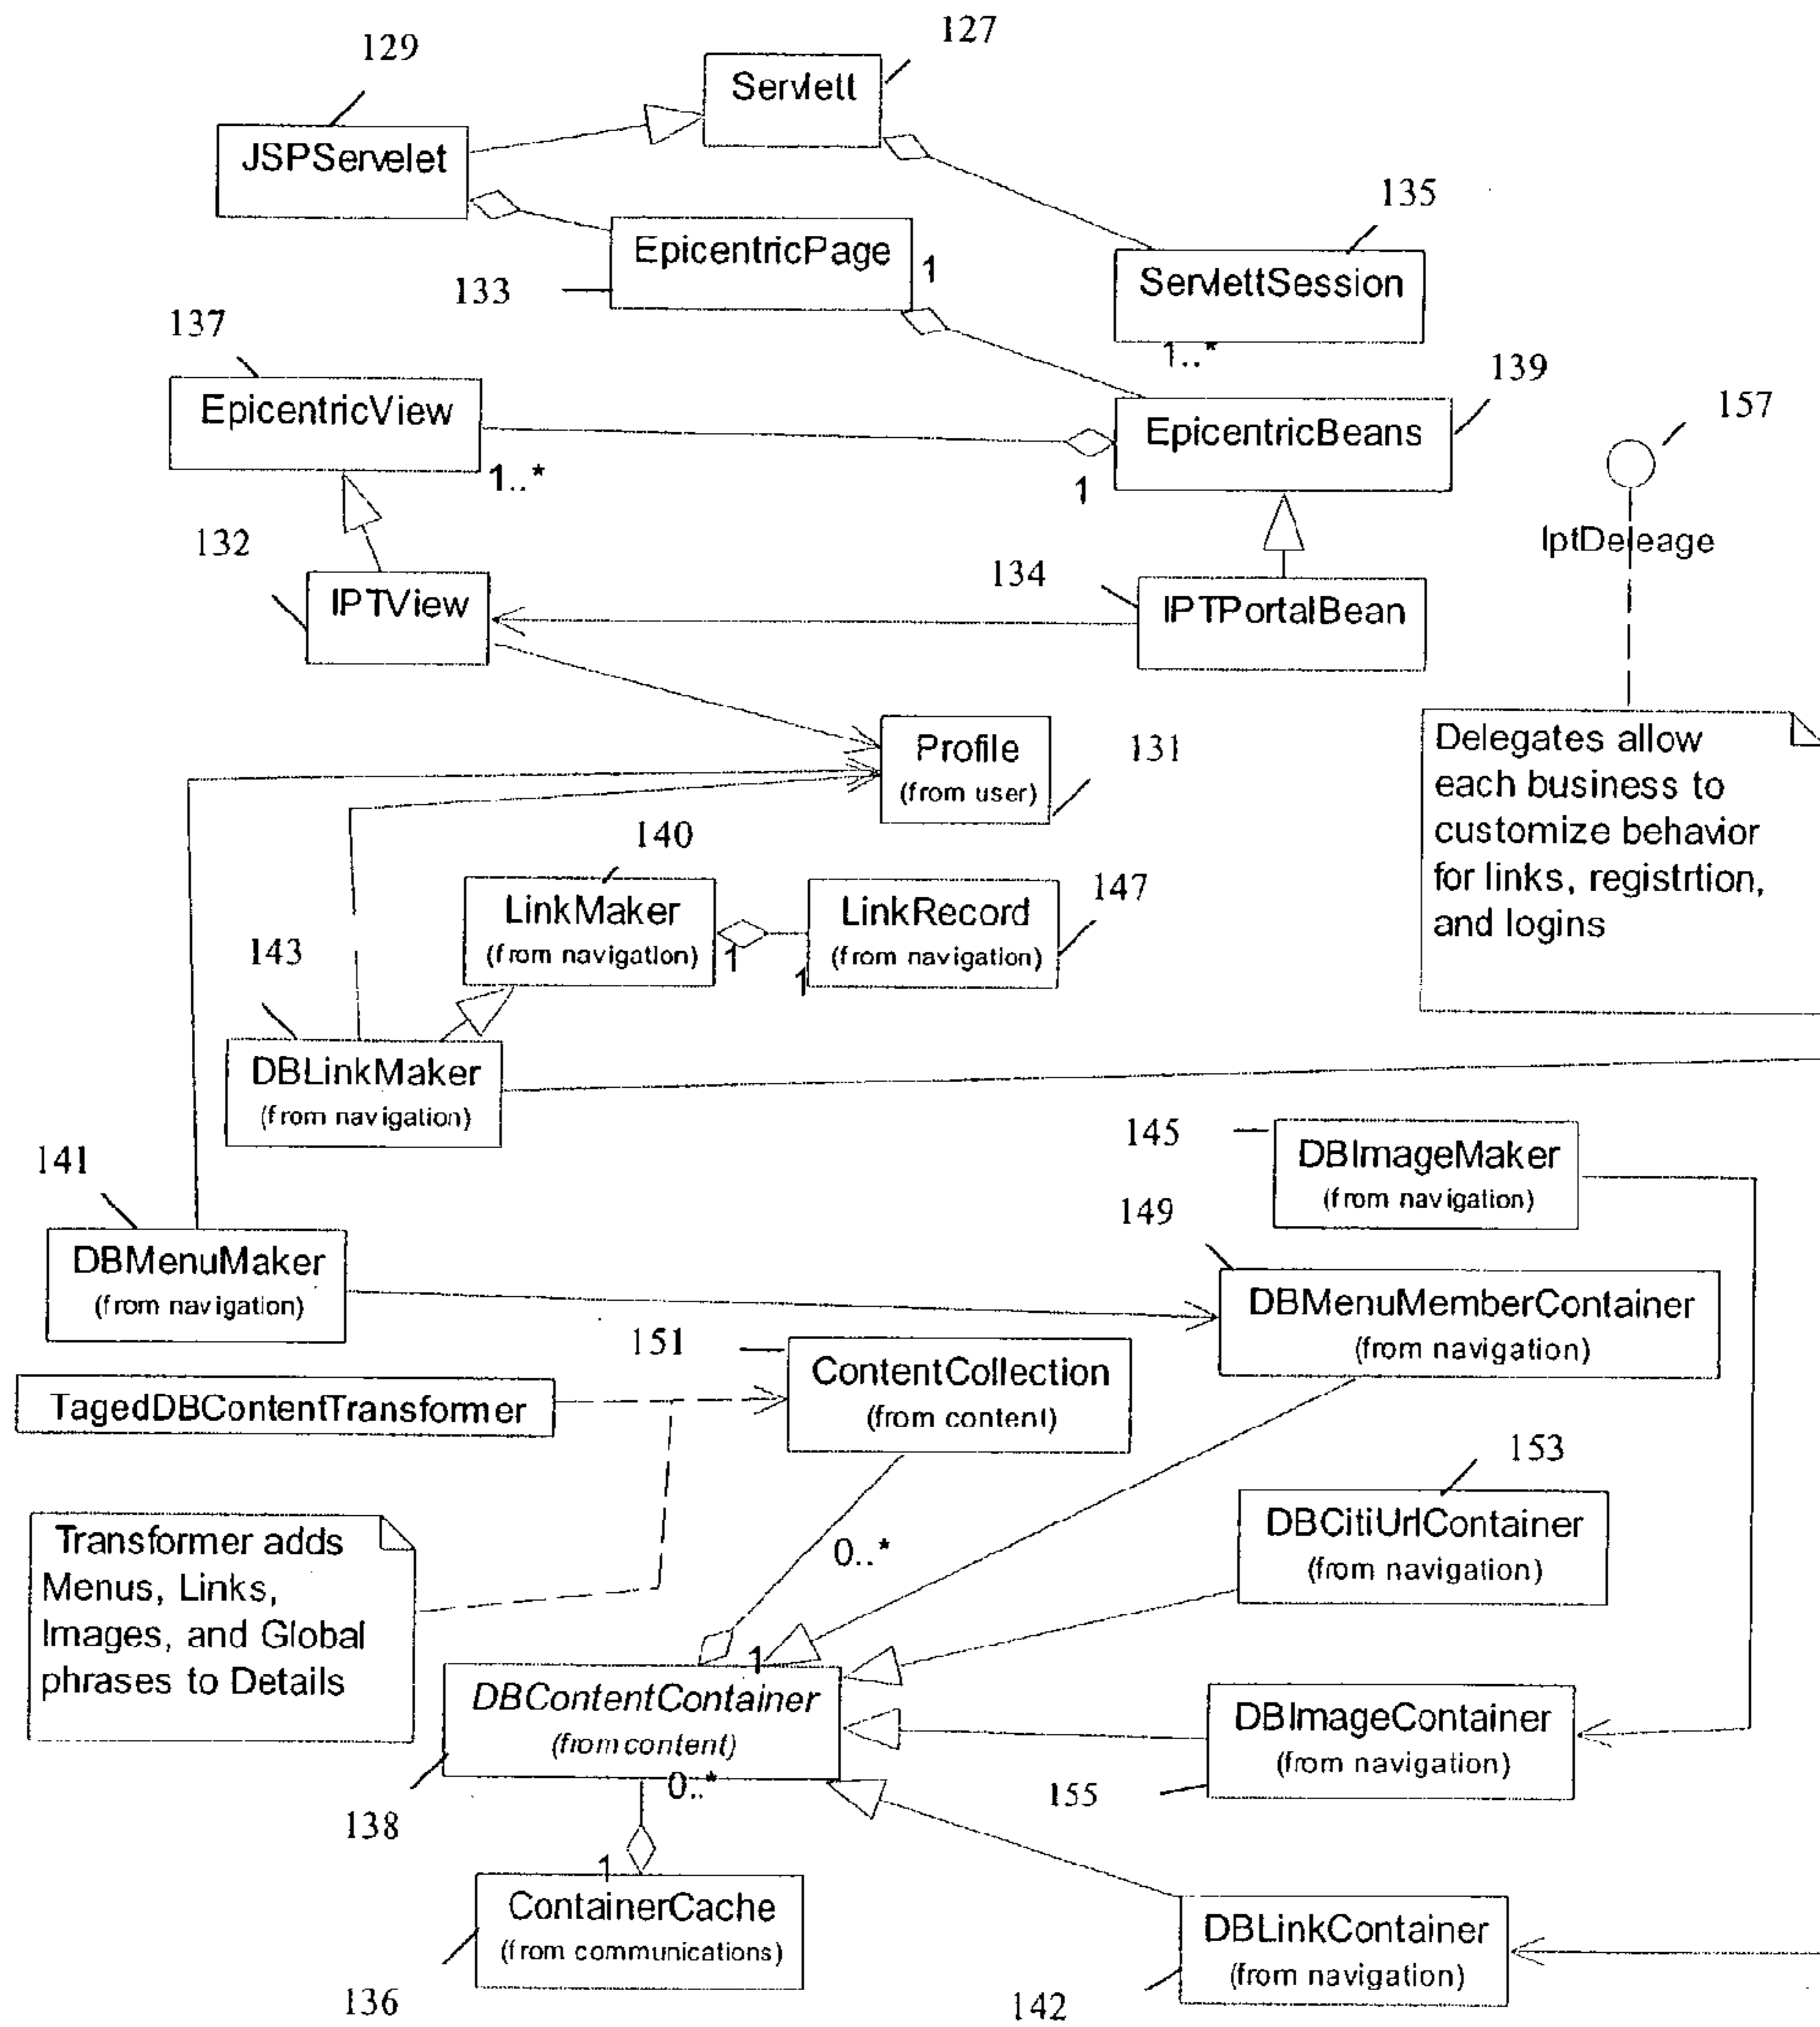 127
129
Servlett
JSPServelet
135
EpicentricPage
1
133
ServlettSession
1..*
137
139
157
EpicentricView
EpicentricBeans
1..*
1
132
IptDeleage
134
IPTView
IPTPortalBean
Profile
(from user)
131
Delegates allow
each business to
customize behavior
for links, registrtion,
and logins
140
147
LinkMaker
(from navigation)
1
LinkRecord
(from navigation)
1
143
DBLinkMaker
(from navigation)
145
DBImageMaker
(from navigation)
141
149
DBMenuMaker
(from navigation)
DBMenuMemberContainer
(from navigation)
151
ContentCollection
(from content)
TagedDBContentTransformer
153
DBCitiUrlContainer
(from navigation)
0..*
Transformer adds
Menus, Links,
Images, and Global
phrases to Details
1
DBContentContainer
(from content)
0..*
138
DBImageContainer
(from navigation)
155
1
ContainerCache
(from communications)
136
DBLinkContainer
(from navigation)
142